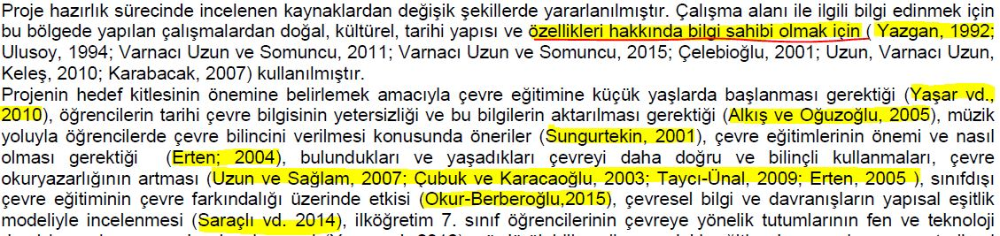 Proje hazırlık sürecinde incelenen kaynaklardan değişik şekillerde yararlanılmıştır. Çalışma alanı ile ilgili bilgi edinmek için
bu bölgede yapılan çalışmalardan doğal, kültürel, tarihi yapısı ve özellikleri hakkında bilgi sahibi olmak için ( Yazgan, 1992;
Ulusoy, 1994; Varnacı Uzun ve Somuncu, 2011; Varnacı Uzun ve Somuncu, 2015; Çelebioğlu, 2001; Uzun, Varnacı Uzun,
Keleş, 2010; Karabacak, 2007) kullanılmıştır.
Projenin hedef kitlesinin önemine belirlemek amacıyla çevre eğitimine küçük yaşlarda başlanması gerektiği (Yaşar vd.,
2010), öğrencilerin tarihi çevre bilgisinin yetersizliği ve bu bilgilerin aktarılması gerektiği (Alkış ve Oğuzoğlu, 2005), müzik
yoluyla öğrencilerde çevre bilincini verilmesi konusunda öneriler (Sungurtekin, 2001), çevre eğitimlerinin önemi ve nasıl
olması gerektiği (Erten; 2004), bulundukları ve yaşadıkları çevreyi daha doğru ve bilinçli kullanmaları, çevre
okuryazarlığının artması (Uzun ve Sağlam, 2007; Çubuk ve Karacaoğlu, 2003; Taycı-Ünal, 2009; Erten, 2005 ), sınıfdışı
çevre eğitiminin çevre farkındalığı üzerinde etkisi (Okur-Berberoğlu,2015), çevresel bilgi ve davranışların yapısal eşitlik
modeliyle incelenmesi (Saraçlı vd. 2014), ilköğretim 7. sınıf öğrencilerinin çevreye yönelik tutumlarının fen ve teknoloji